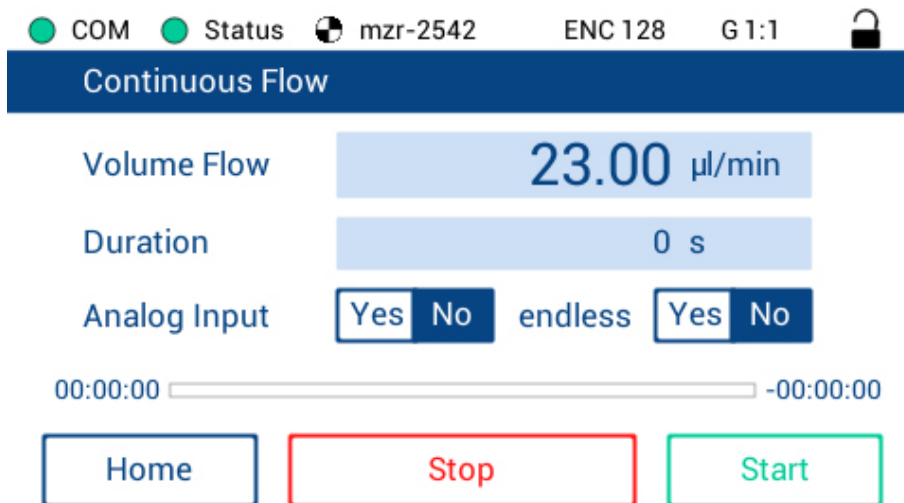 COM Status mzr-2542 ENC 128 G 1:1
Continuous Flow
Volume Flow 23.00 µl/min
Duration 0 s
Analog Input Yes No endless Yes No
00:00:00 -00:00:00
Home Stop Start